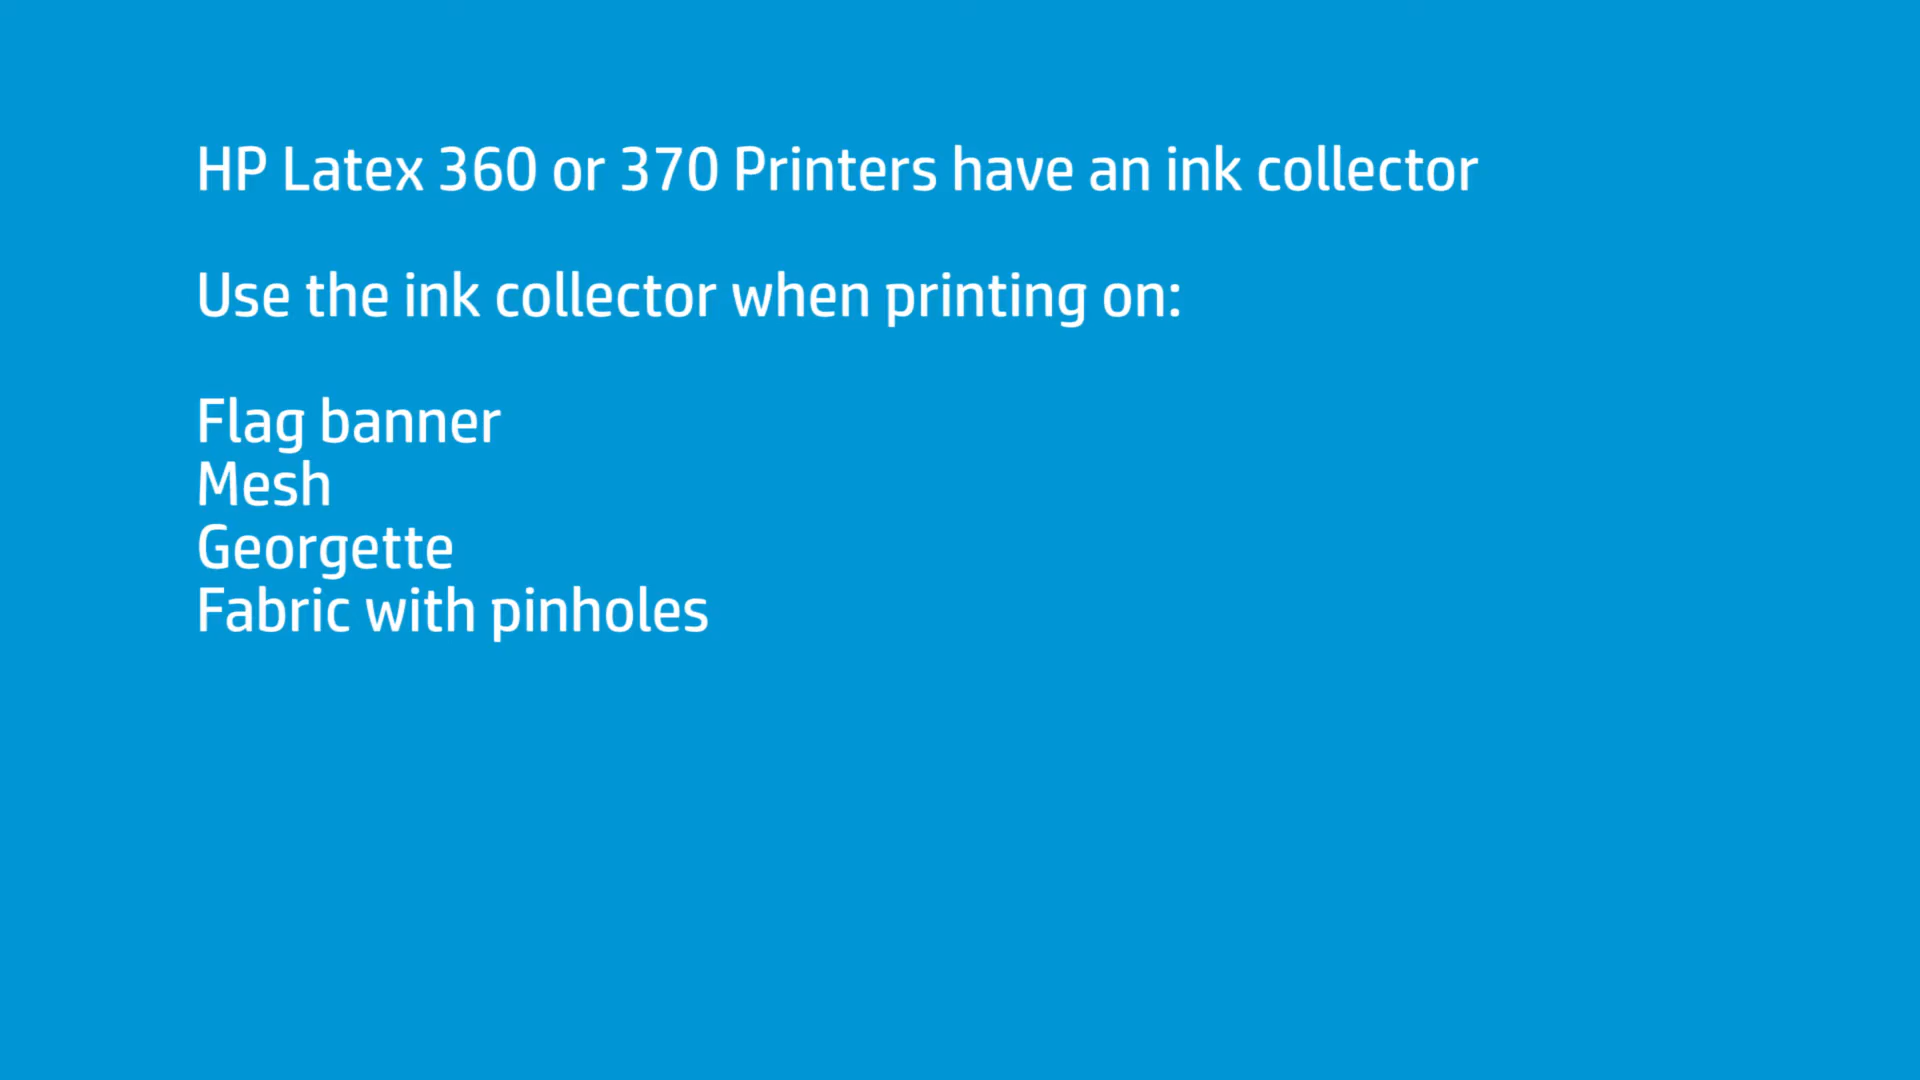 HP Latex 360 or 370 Printers have an ink collector
Use the ink collector when printing on:
Flag banner
Mesh
Georgette
Fabric with pinholes